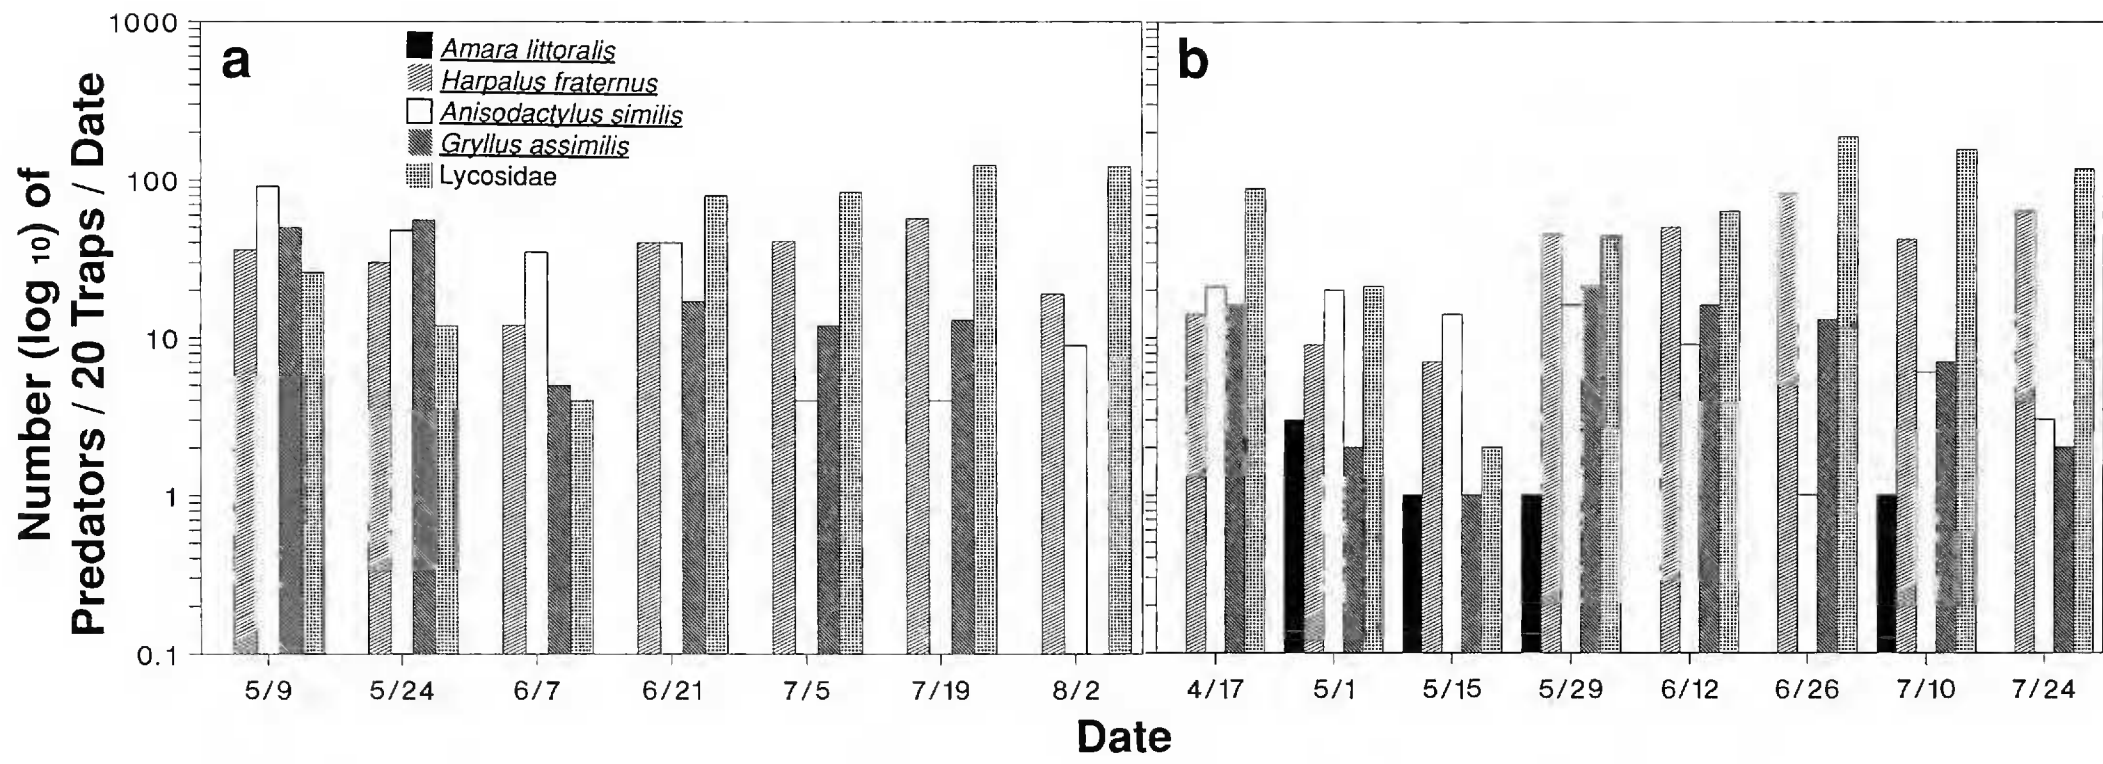 Number (log 10) of
Predators / 20 Traps / Date
1000
100
10
1
0.1
a
Amara littoralis
Harpalus fraternus
Anisodactylus similis
Gryllus assimilis
Lycosidae
b
5/9 5/24 6/7 6/21 7/5 7/19 8/2 4/17 5/1 5/15 5/29 6/12 6/26 7/10 7/24
Date